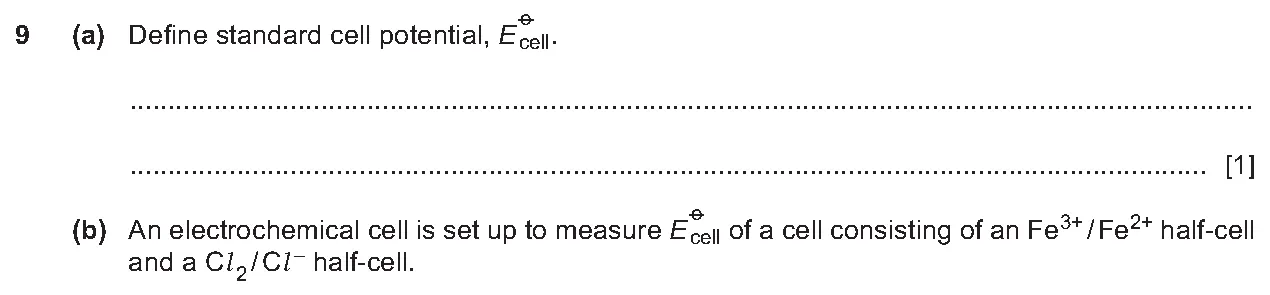 9 (a) Define standard cell potential, E⦵cell.
........................................................................................................................................................
................................................................................................................................................. [1]
(b) An electrochemical cell is set up to measure E⦵cell of a cell consisting of an Fe³⁺/Fe²⁺ half-cell
and a Cl₂/Cl⁻ half-cell.